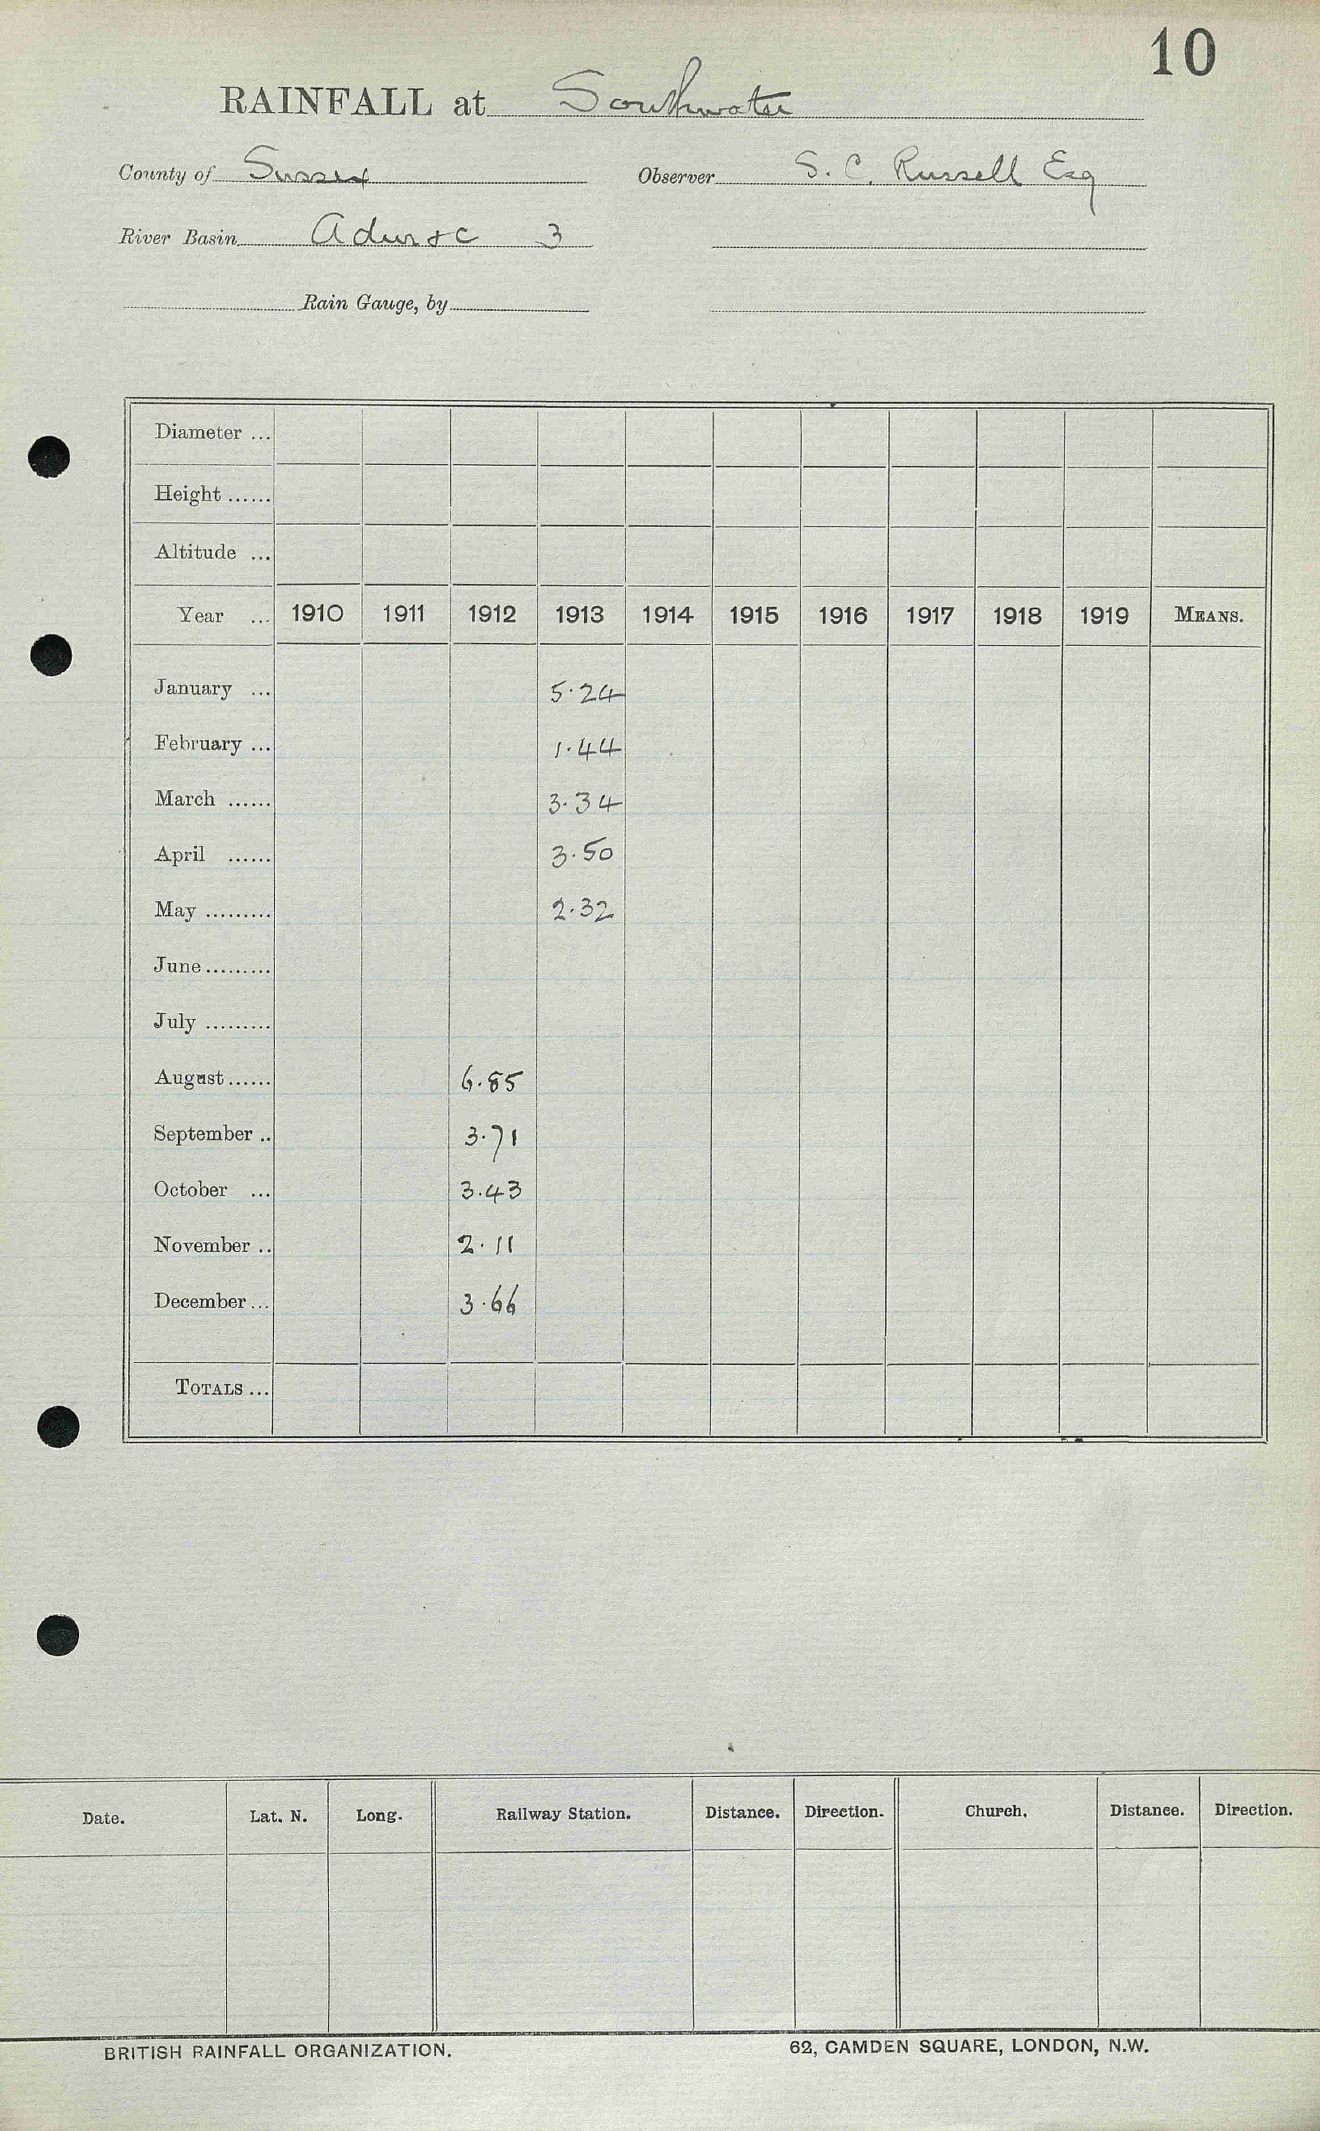 10
RAINFALL at Southwater
County of Sussex Observer S. C. Russell Esq
River Basin Adur &c 3
Rain Gauge, by
Diameter ...
Height ......
Altitude ...
Year ... 1910 1911 1912 1913 1914 1915 1916 1917 1918 1919 MEANS.
January ... 5.24
February ... 1.44
March ...... 3.34
April ...... 3.50
May ......... 2.32
June.........
July .........
August...... 6.85
September .. 3.71
October ... 3.43
November .. 2.11
December... 3.66
TOTALS ...
Date. Lat. N. Long. Railway Station. Distance. Direction. Church. Distance. Direction.
BRITISH RAINFALL ORGANIZATION. 62, CAMDEN SQUARE, LONDON, N.W.